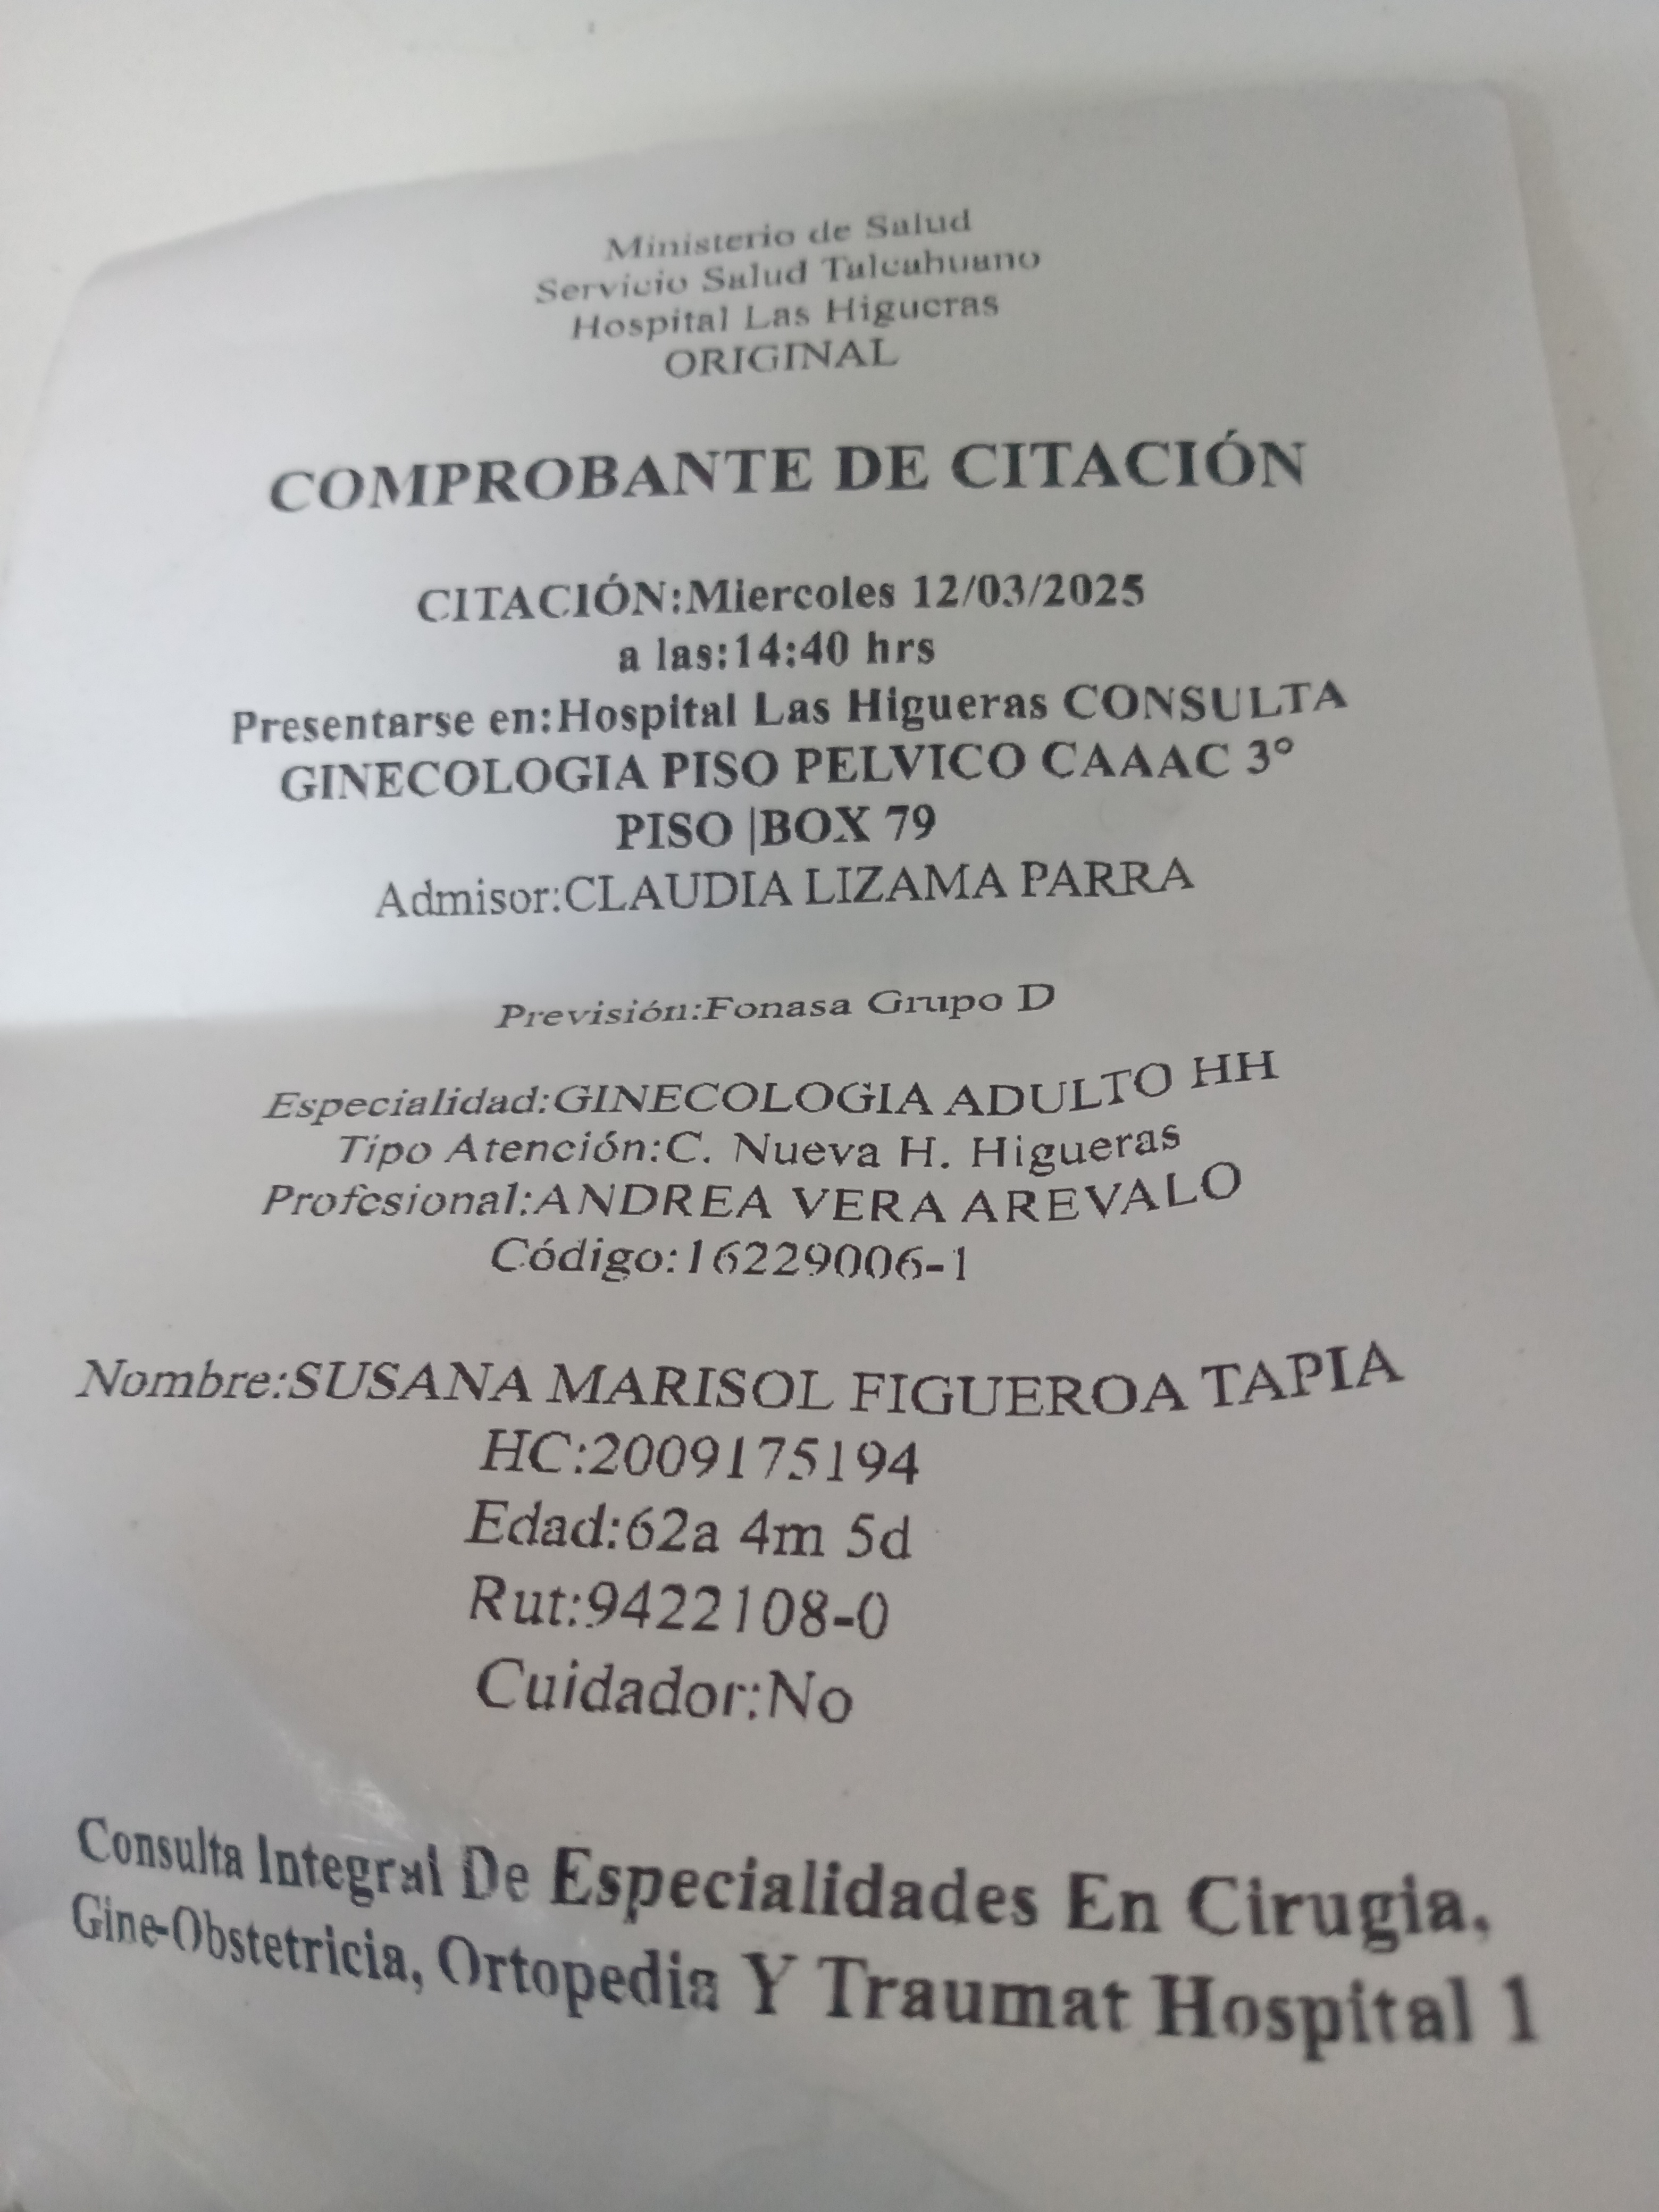 Ministerio de Salud
Servicio Salud Talcahuano
Hospital Las Higueras
ORIGINAL
COMPROBANTE DE CITACIÓN
CITACIÓN:Miercoles 12/03/2025
a las:14:40 hrs
Presentarse en:Hospital Las Higueras CONSULTA
GINECOLOGIA PISO PELVICO CAAAC 3°
PISO |BOX 79
Admisor:CLAUDIA LIZAMA PARRA
Previsión:Fonasa Grupo D
Especialidad:GINECOLOGIA ADULTO HH
Tipo Atención:C. Nueva H. Higueras
Profesional:ANDREA VERA AREVALO
Código:16229006-1
Nombre:SUSANA MARISOL FIGUEROA TAPIA
HC:2009175194
Edad:62a 4m 5d
Rut:9422108-0
Cuidador:No
Consulta Integral De Especialidades En Cirugia,
Gine-Obstetricia, Ortopedia Y Traumat Hospital 1